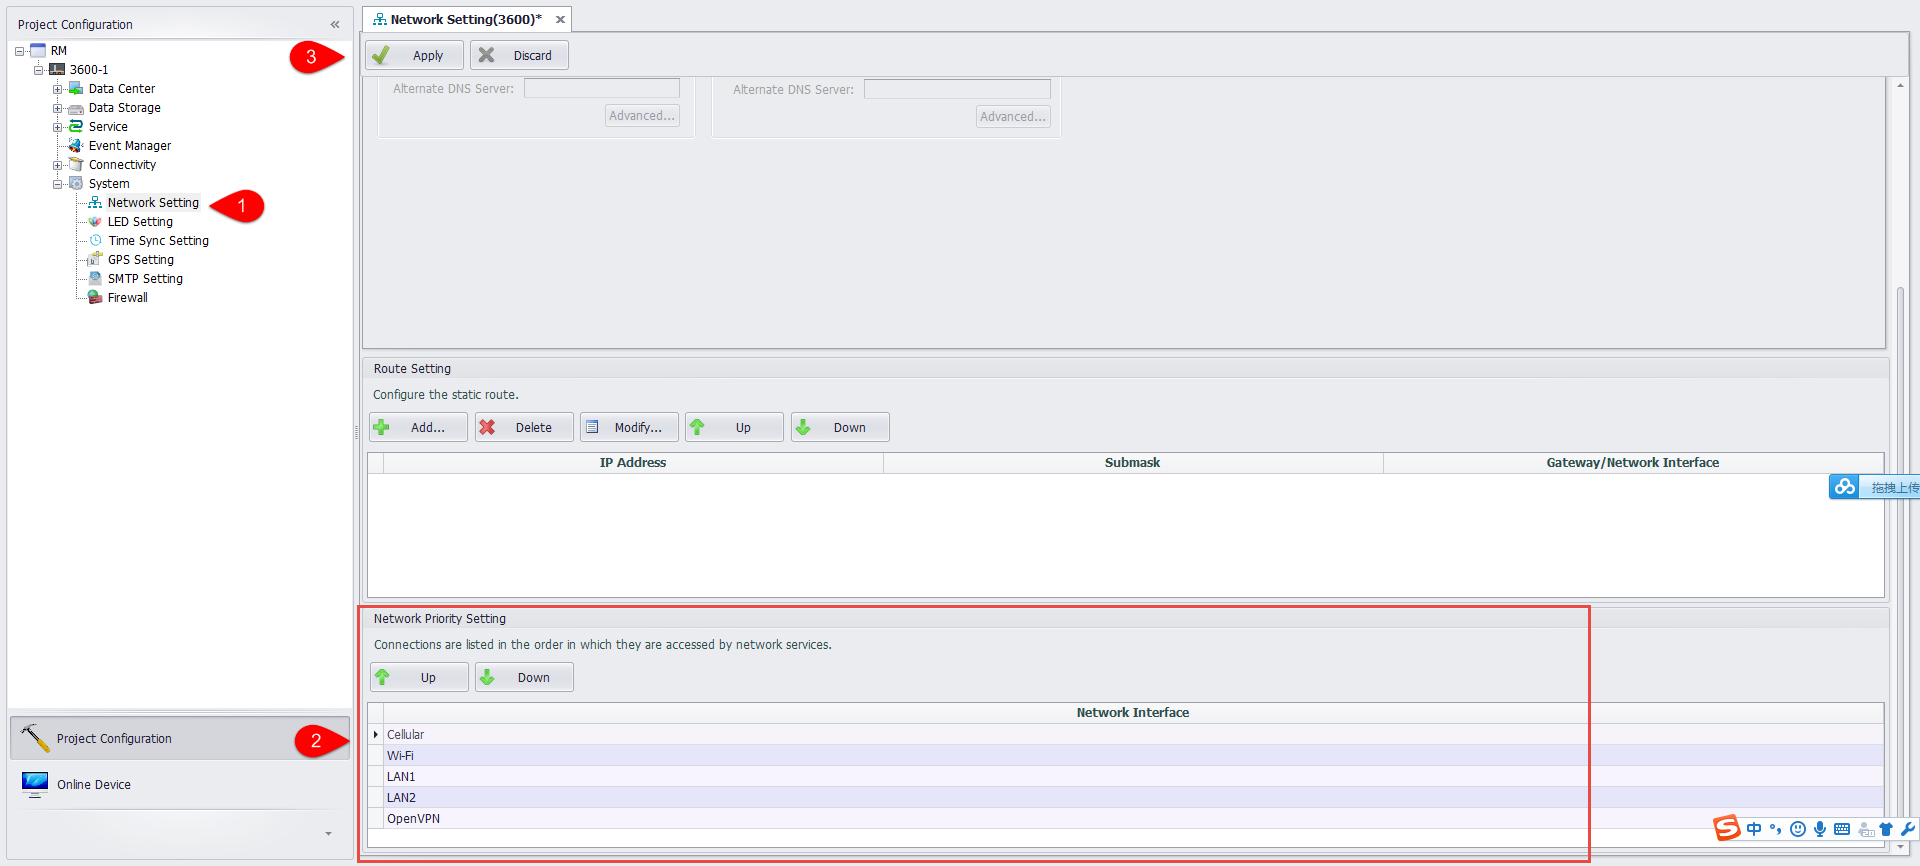 Project Configuration «
RM
3600-1
Data Center
Data Storage
Service
Event Manager
Connectivity
System
Network Setting
1
LED Setting
Time Sync Setting
GPS Setting
SMTP Setting
Firewall
Project Configuration
2
Online Device
Network Setting(3600)*
3
Apply Discard
Alternate DNS Server: Alternate DNS Server:
Advanced... Advanced...
Route Setting
Configure the static route.
Add... Delete Modify... Up Down
IP Address Submask Gateway/Network Interface
拖拽上传
Network Priority Setting
Connections are listed in the order in which they are accessed by network services.
Up Down
Network Interface
Cellular
Wi-Fi
LAN1
LAN2
OpenVPN
S 中